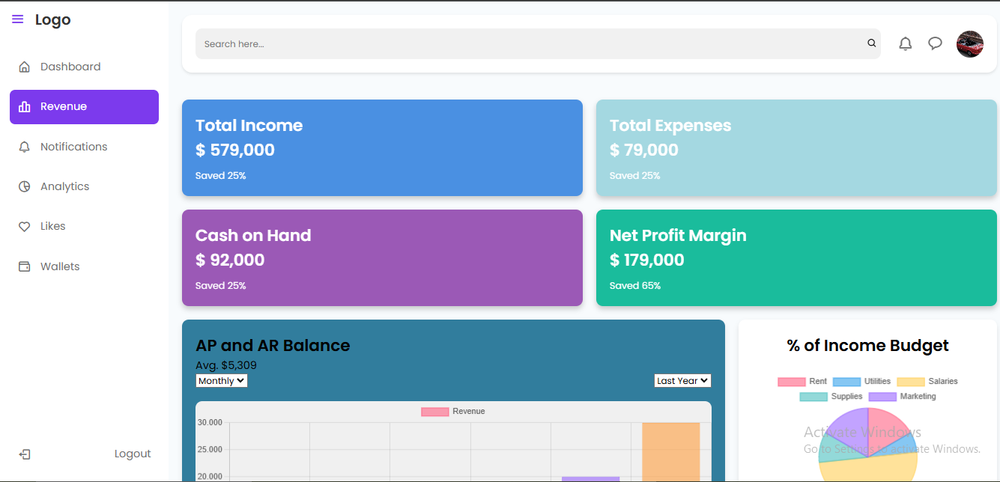 Logo
Search here...
Dashboard
Revenue
Notifications
Analytics
Likes
Wallets
Logout
Total Income
$ 579,000
Saved 25%
Total Expenses
$ 79,000
Saved 25%
Cash on Hand
$ 92,000
Saved 25%
Net Profit Margin
$ 179,000
Saved 65%
AP and AR Balance
Avg. $5,309
Monthly
Last Year
Revenue
30.000
25.000
20.000
% of Income Budget
Rent Utilities Salaries
Supplies Marketing
Activate Windows
Go to Settings to activate Windows.